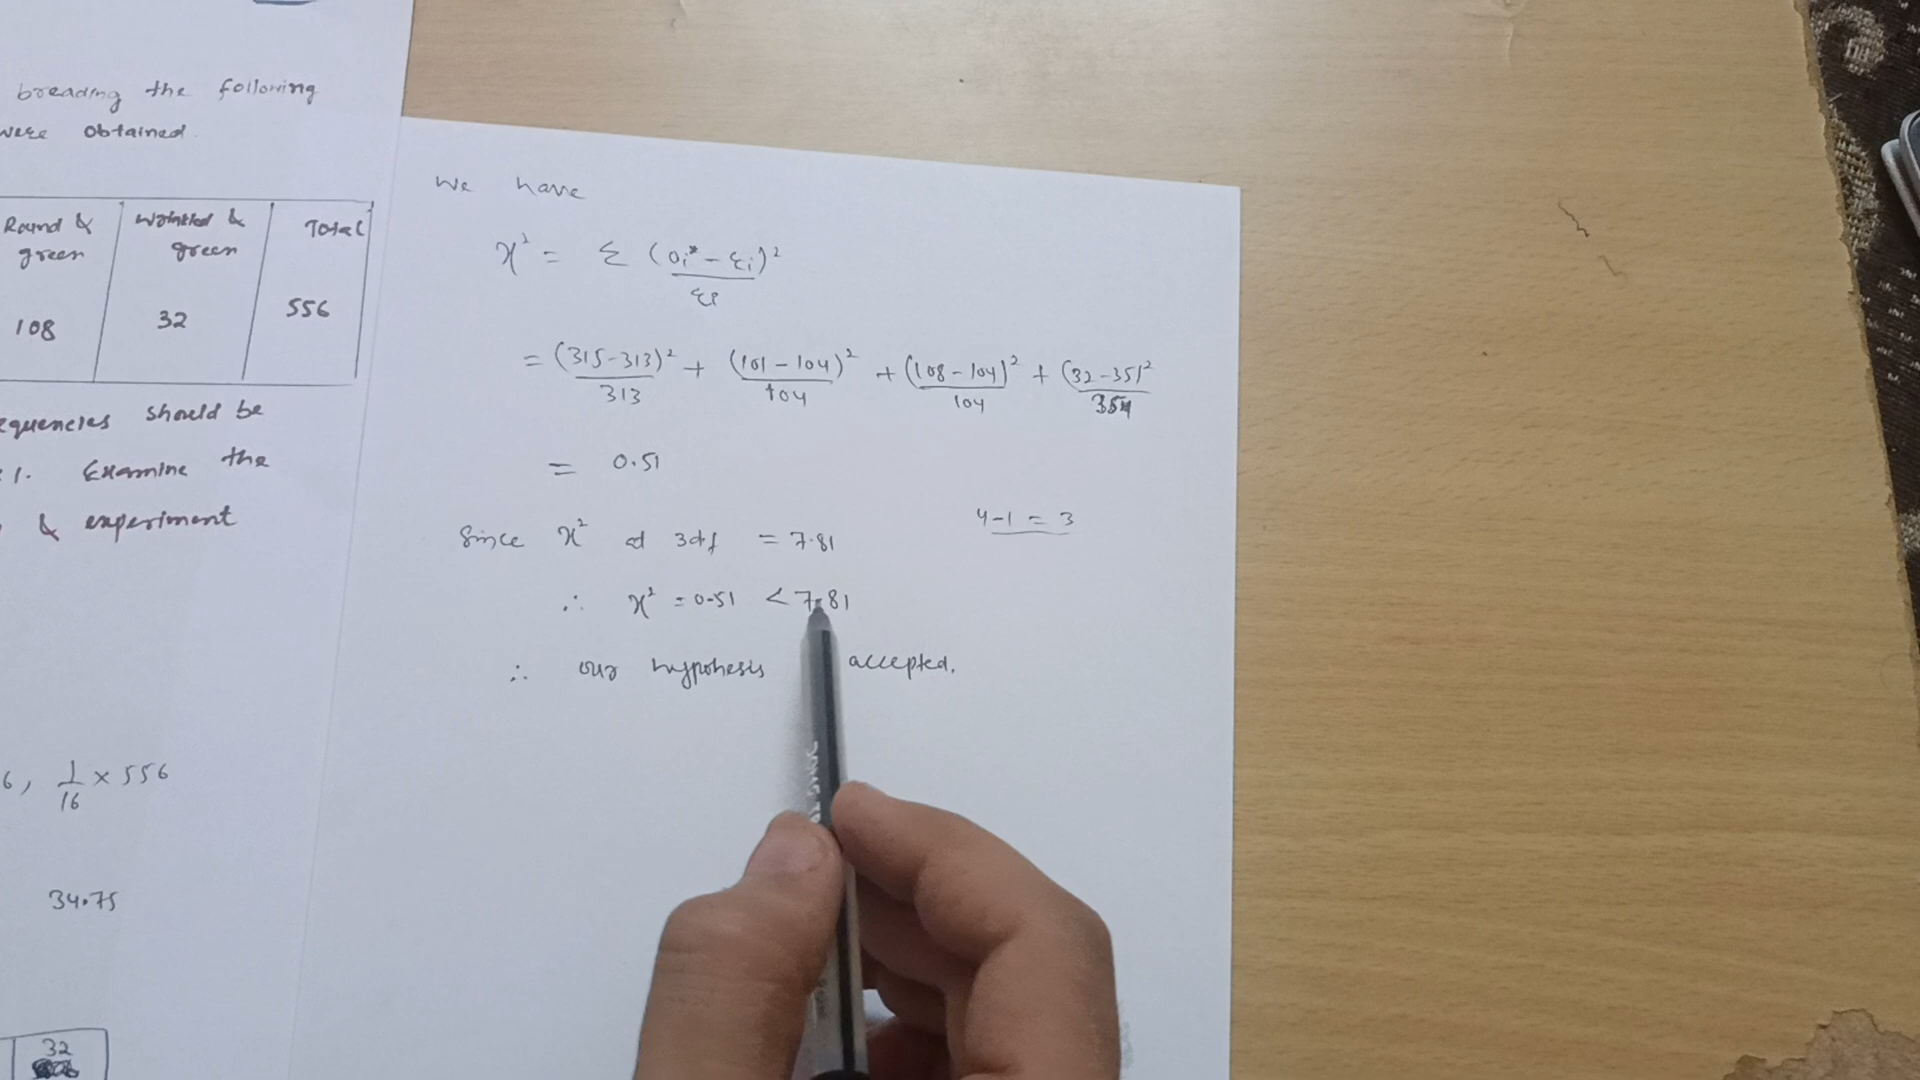 breading the following
were obtained.
Round & green
wrinkled & green
Total
108
32
556
equencies should be
: 1. Examine the
& experiment
6, 1/16 × 556
34.75
32
We have
χ² = Σ (Oi - Ei)² / Ei
= (315-313)²/313 + (101-104)²/104 + (108-104)²/104 + (32-35)²/35
= 0.51
4-1 = 3
Since χ² at 3df = 7.81
∴ χ² = 0.51 < 7.81
∴ our hypothesis accepted.